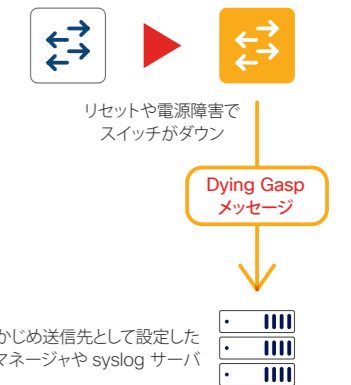 リセットや電源障害で
スイッチがダウン
Dying Gasp
メッセージ
かじめ送信先として設定した
マネージャや syslog サーバ